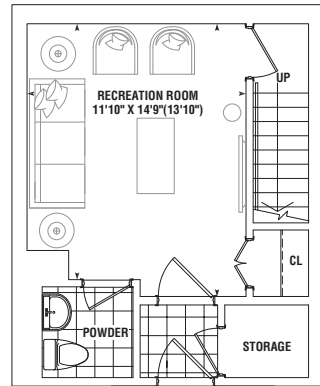 UP
RECREATION ROOM
11'10" X 14'9"(13'10")
CL
POWDER
STORAGE